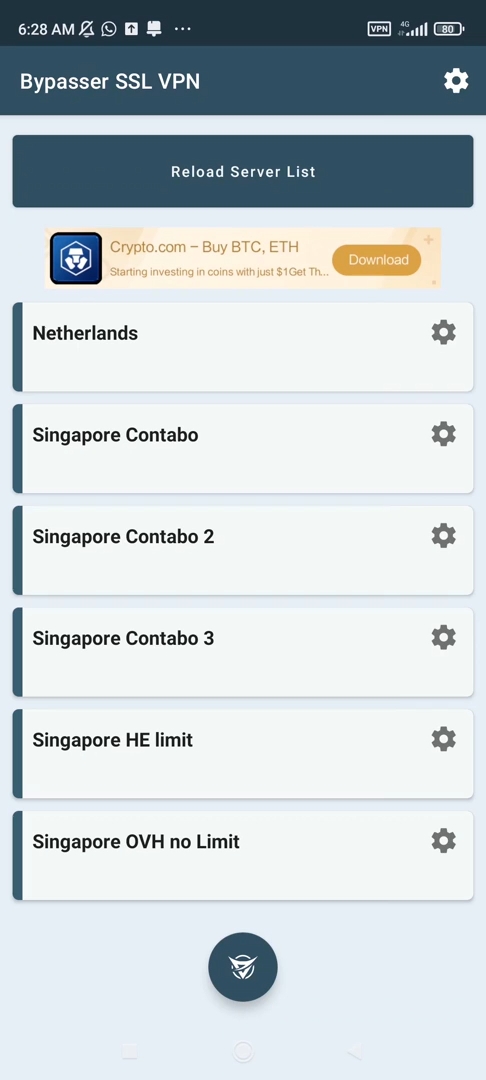 6:28 AM
VPN
4G
80
Bypasser SSL VPN
Reload Server List
Crypto.com – Buy BTC, ETH
Starting investing in coins with just $1Get Th...
Download
Netherlands
Singapore Contabo
Singapore Contabo 2
Singapore Contabo 3
Singapore HE limit
Singapore OVH no Limit